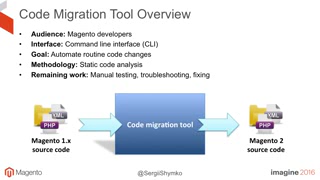 Code Migration Tool Overview
• Audience: Magento developers
• Interface: Command line interface (CLI)
• Goal: Automate routine code changes
• Methodology: Static code analysis
• Remaining work: Manual testing, troubleshooting, fixing
XML
PHP
Code migration tool
XML
PHP
Magento 1.x
source code
Magento 2
source code
Magento
@SergiiShymko
imagine 2016